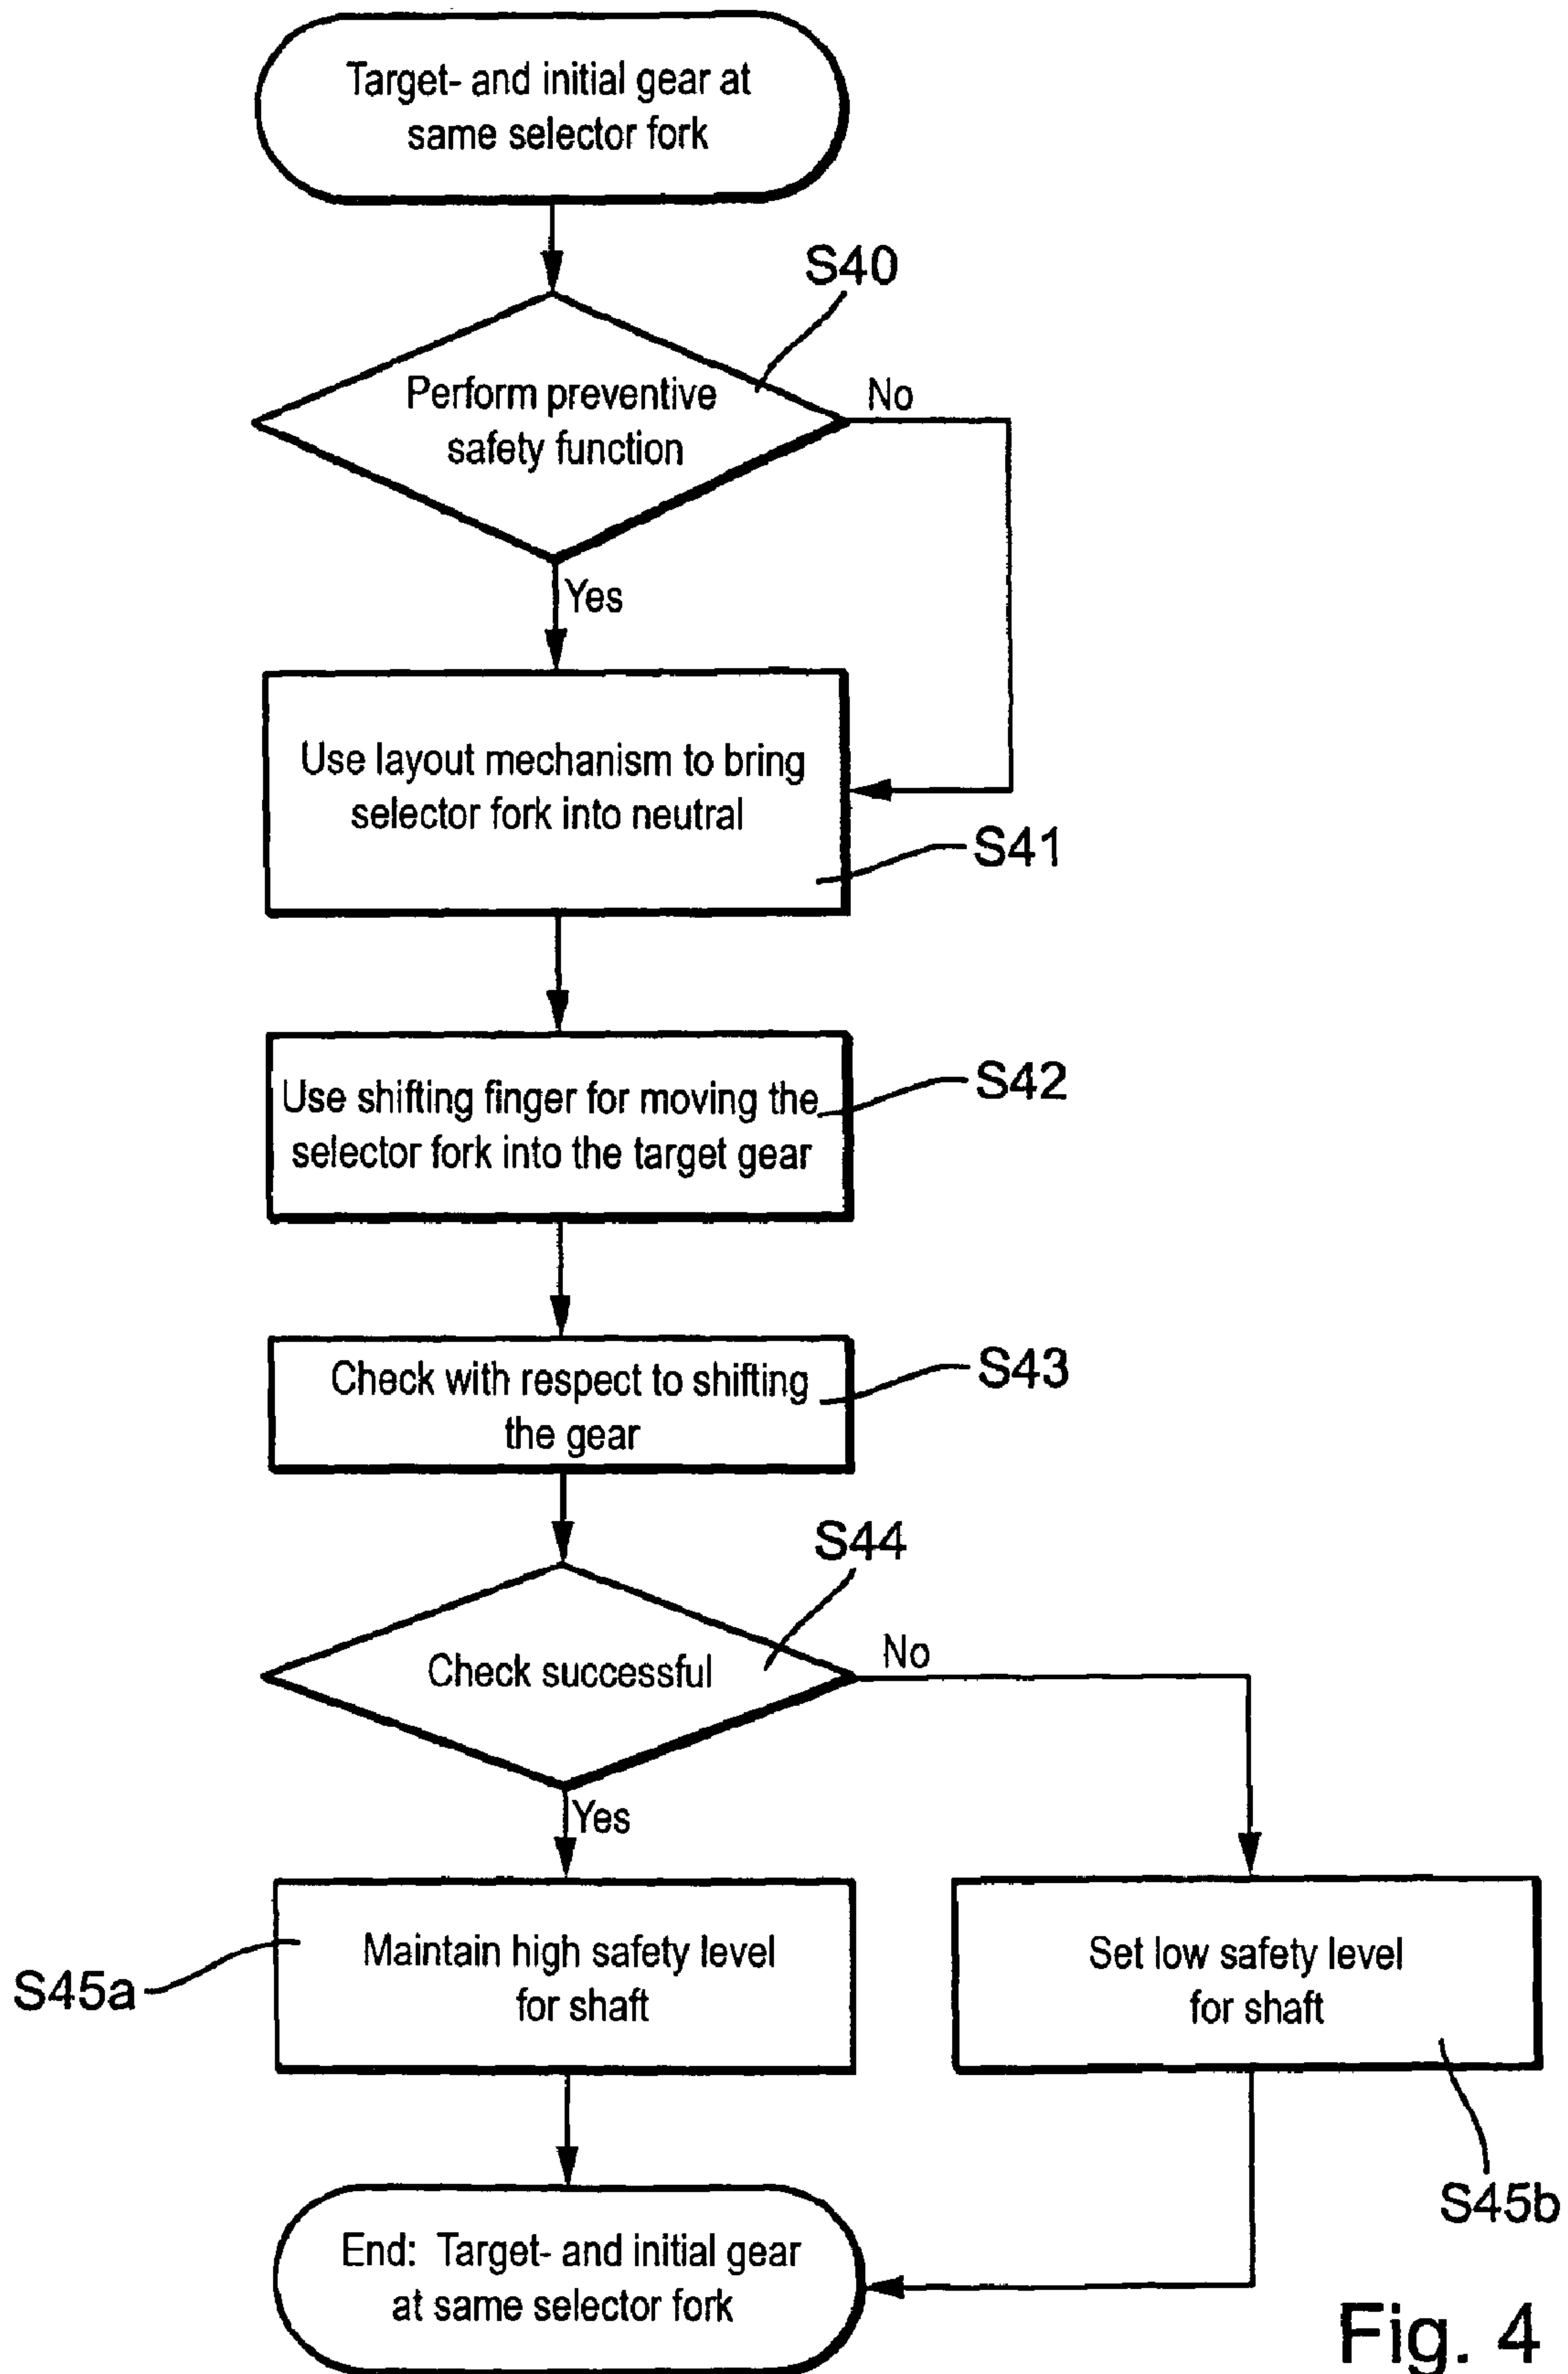 Target- and initial gear at
same selector fork
S40
Perform preventive
safety function
No
Yes
Use layout mechanism to bring
selector fork into neutral
S41
Use shifting finger for moving the
selector fork into the target gear
S42
Check with respect to shifting
the gear
S43
S44
Check successful
No
Yes
Maintain high safety level
for shaft
S45a
Set low safety level
for shaft
S45b
End: Target- and initial gear
at same selector fork
Fig. 4